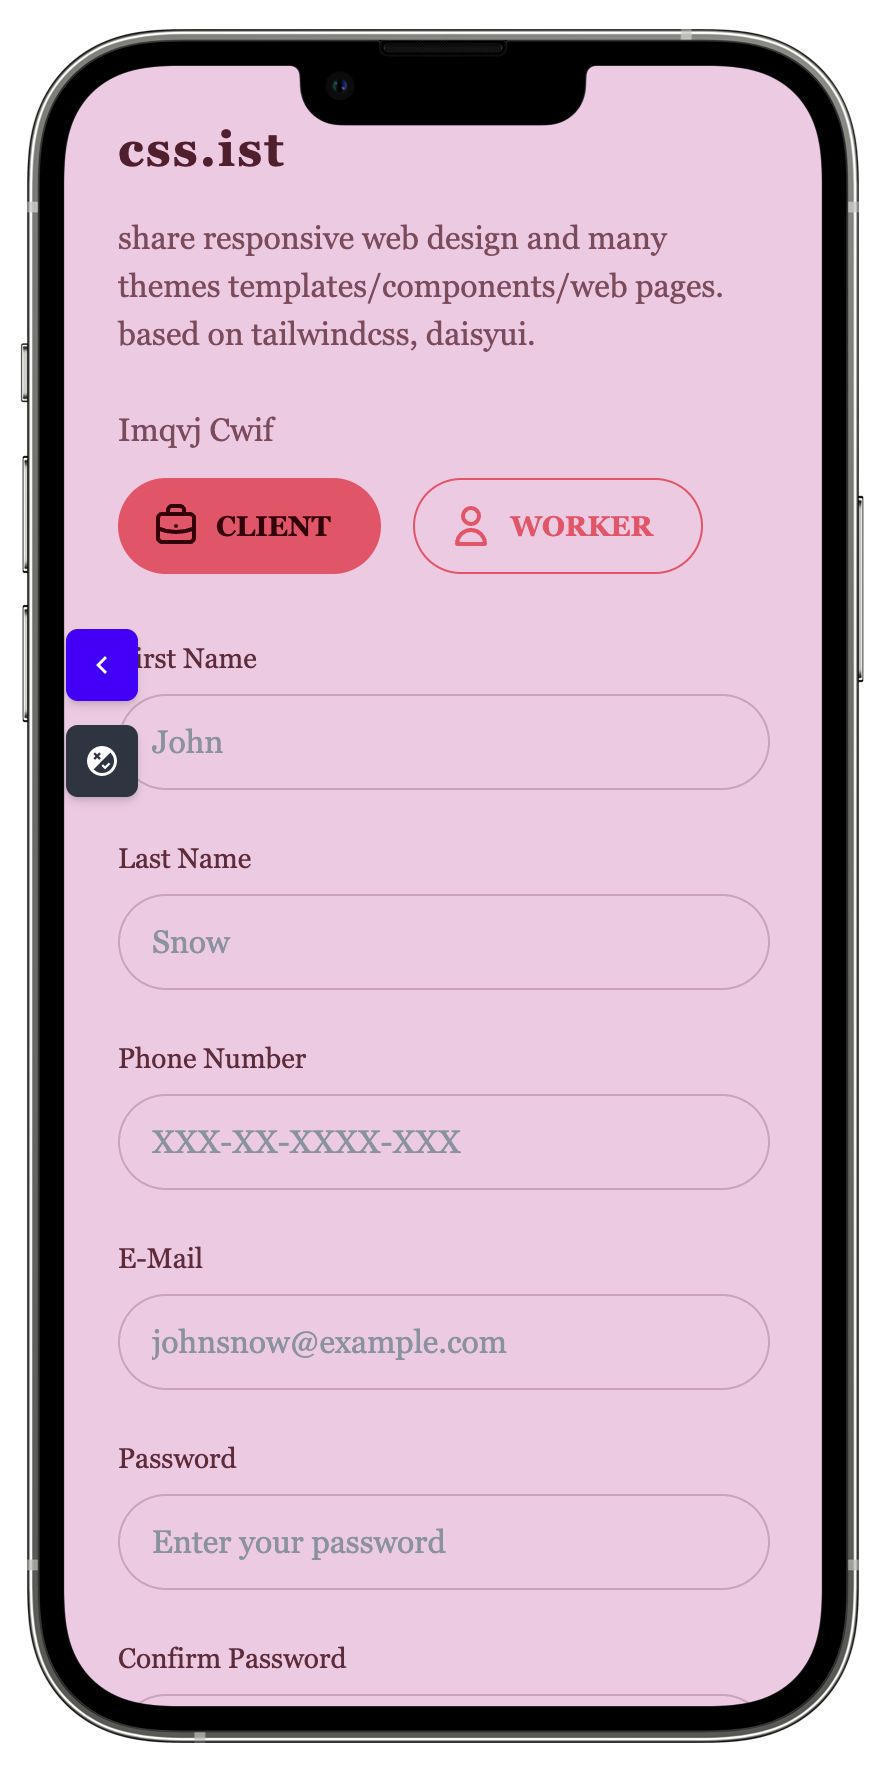 css.ist
share responsive web design and many
themes templates/components/web pages.
based on tailwindcss, daisyui.
Imqvj Cwif
CLIENT
WORKER
irst Name
John
Last Name
Snow
Phone Number
XXX-XX-XXXX-XXX
E-Mail
johnsnow@example.com
Password
Enter your password
Confirm Password